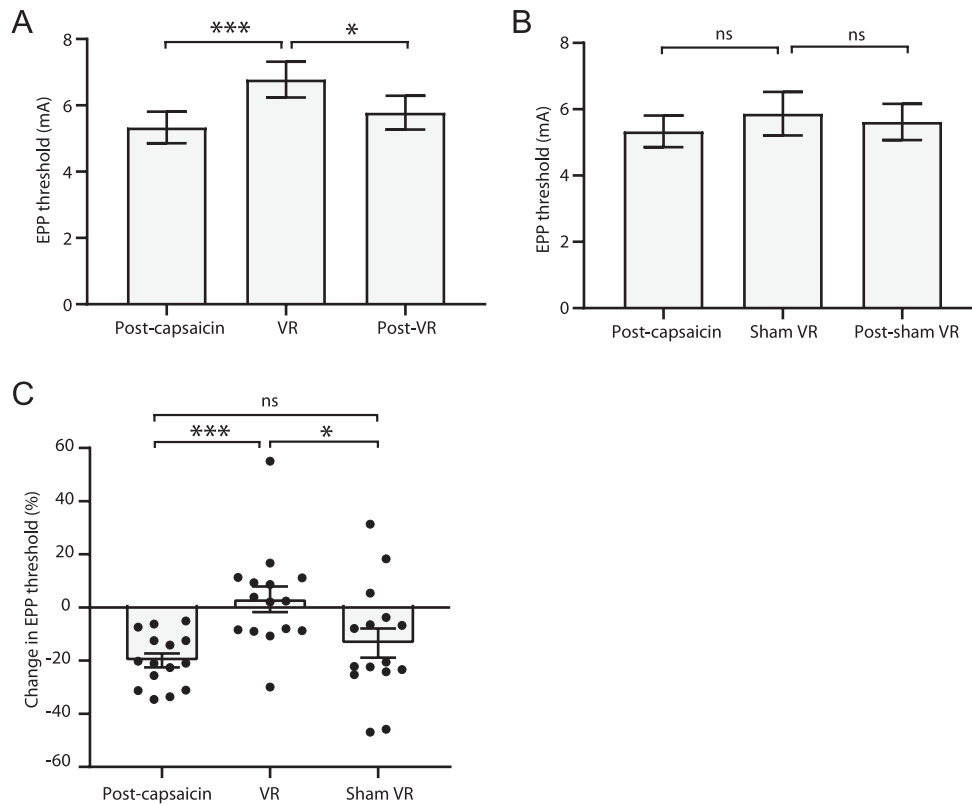 A
*** *
8
6
4
2
0
EPP threshold (mA)
Post-capsaicin VR Post-VR
B
ns ns
8
6
4
2
0
EPP threshold (mA)
Post-capsaicin Sham VR Post-sham VR
C
ns
*** *
60
40
20
0
-20
-40
-60
Change in EPP threshold (%)
Post-capsaicin VR Sham VR